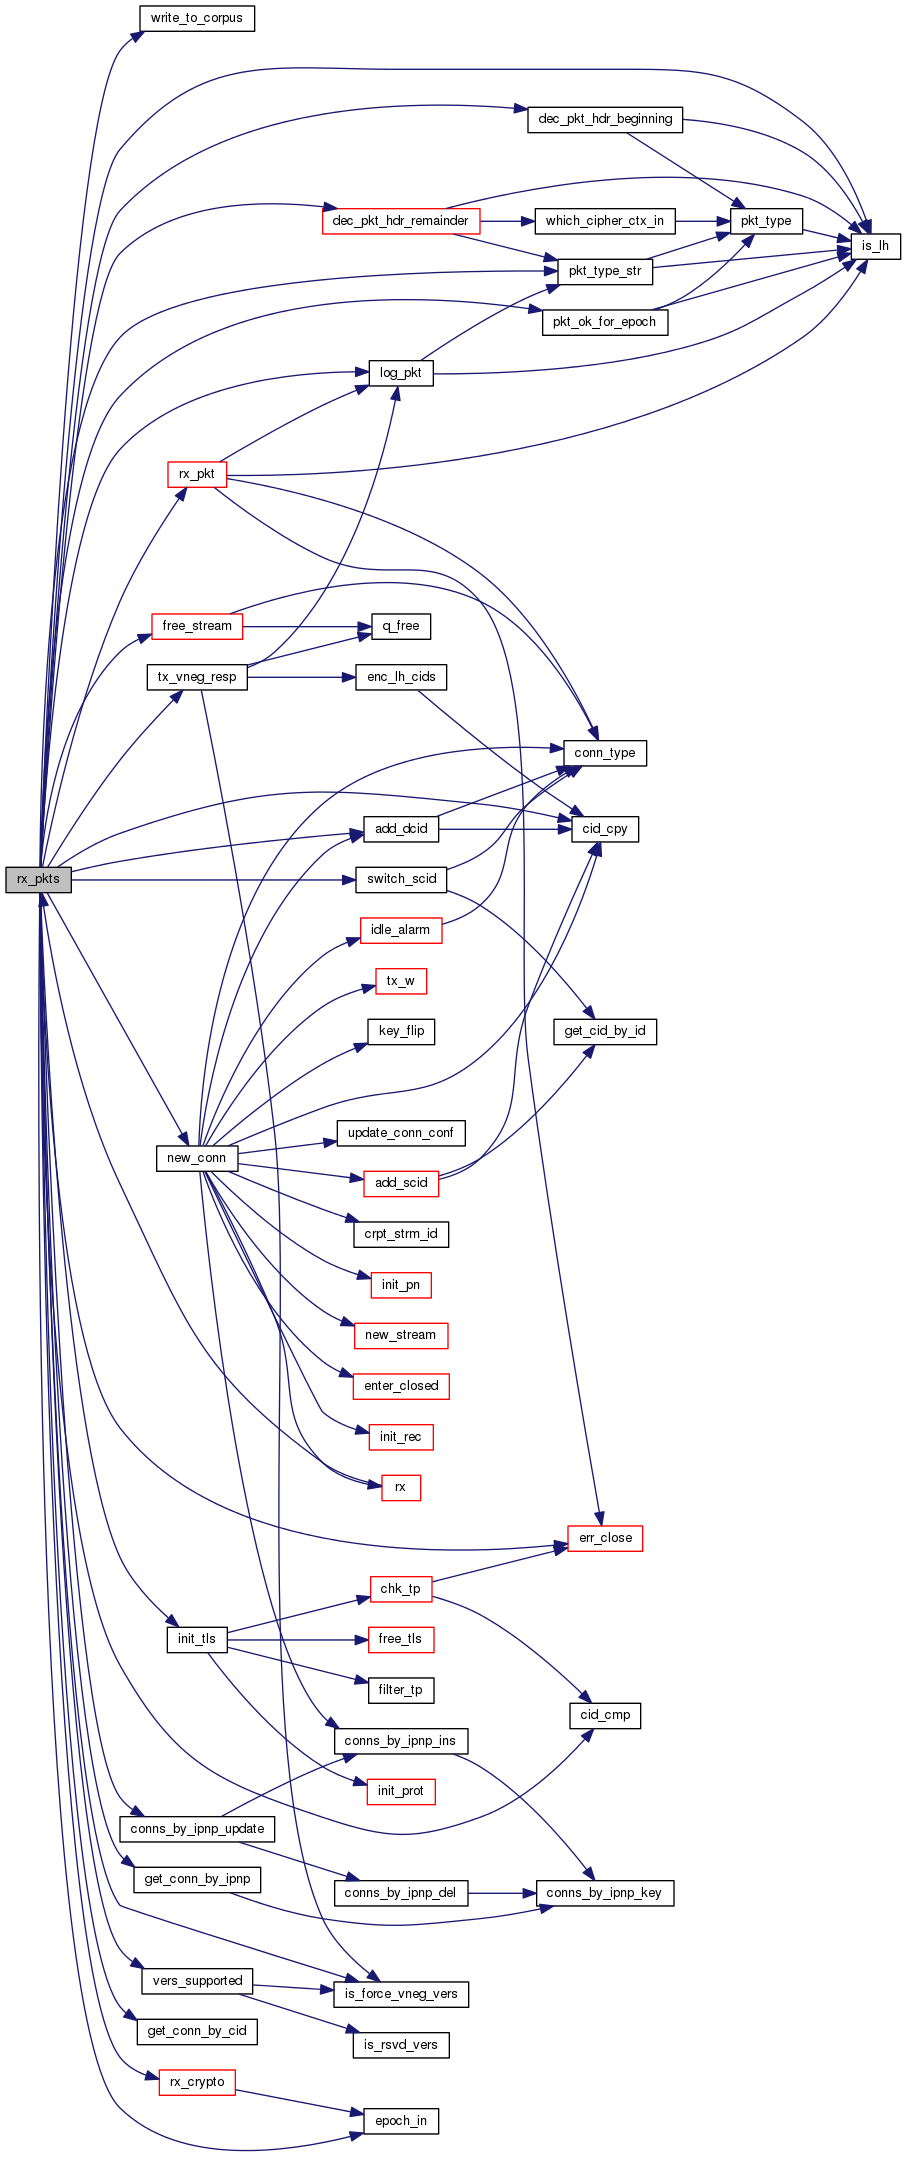 write_to_corpus
dec_pkt_hdr_beginning
dec_pkt_hdr_remainder
which_cipher_ctx_in
pkt_type
is_lh
pkt_type_str
pkt_ok_for_epoch
log_pkt
rx_pkt
free_stream
q_free
tx_vneg_resp
enc_lh_cids
conn_type
add_dcid
cid_cpy
rx_pkts
switch_scid
idle_alarm
tx_w
key_flip
get_cid_by_id
update_conn_conf
new_conn
add_scid
crpt_strm_id
init_pn
new_stream
enter_closed
init_rec
rx
err_close
chk_tp
init_tls
free_tls
filter_tp
cid_cmp
conns_by_ipnp_ins
init_prot
conns_by_ipnp_update
get_conn_by_ipnp
conns_by_ipnp_del
conns_by_ipnp_key
vers_supported
is_force_vneg_vers
get_conn_by_cid
is_rsvd_vers
rx_crypto
epoch_in